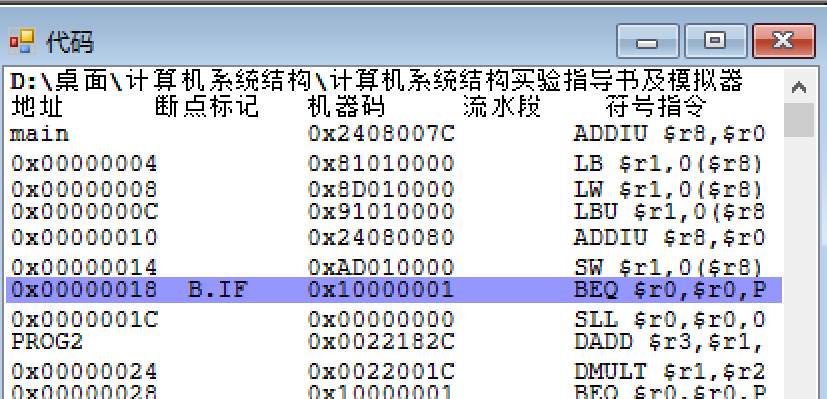 代码
D:\桌面\计算机系统结构\计算机系统结构实验指导书及模拟器
地址 断点标记 机器码 流水段 符号指令
main 0x2408007C ADDIU $r8,$r0
0x00000004 0x81010000 LB $r1,0($r8)
0x00000008 0x8D010000 LW $r1,0($r8)
0x0000000C 0x91010000 LBU $r1,0($r8
0x00000010 0x24080080 ADDIU $r8,$r0
0x00000014 0xAD010000 SW $r1,0($r8)
0x00000018 B.IF 0x10000001 BEQ $r0,$r0,P
0x0000001C 0x00000000 SLL $r0,$r0,0
PROG2 0x0022182C DADD $r3,$r1,
0x00000024 0x0022001C DMULT $r1,$r2
0x00000028 0x10000001 BEQ $r0,$r0,P